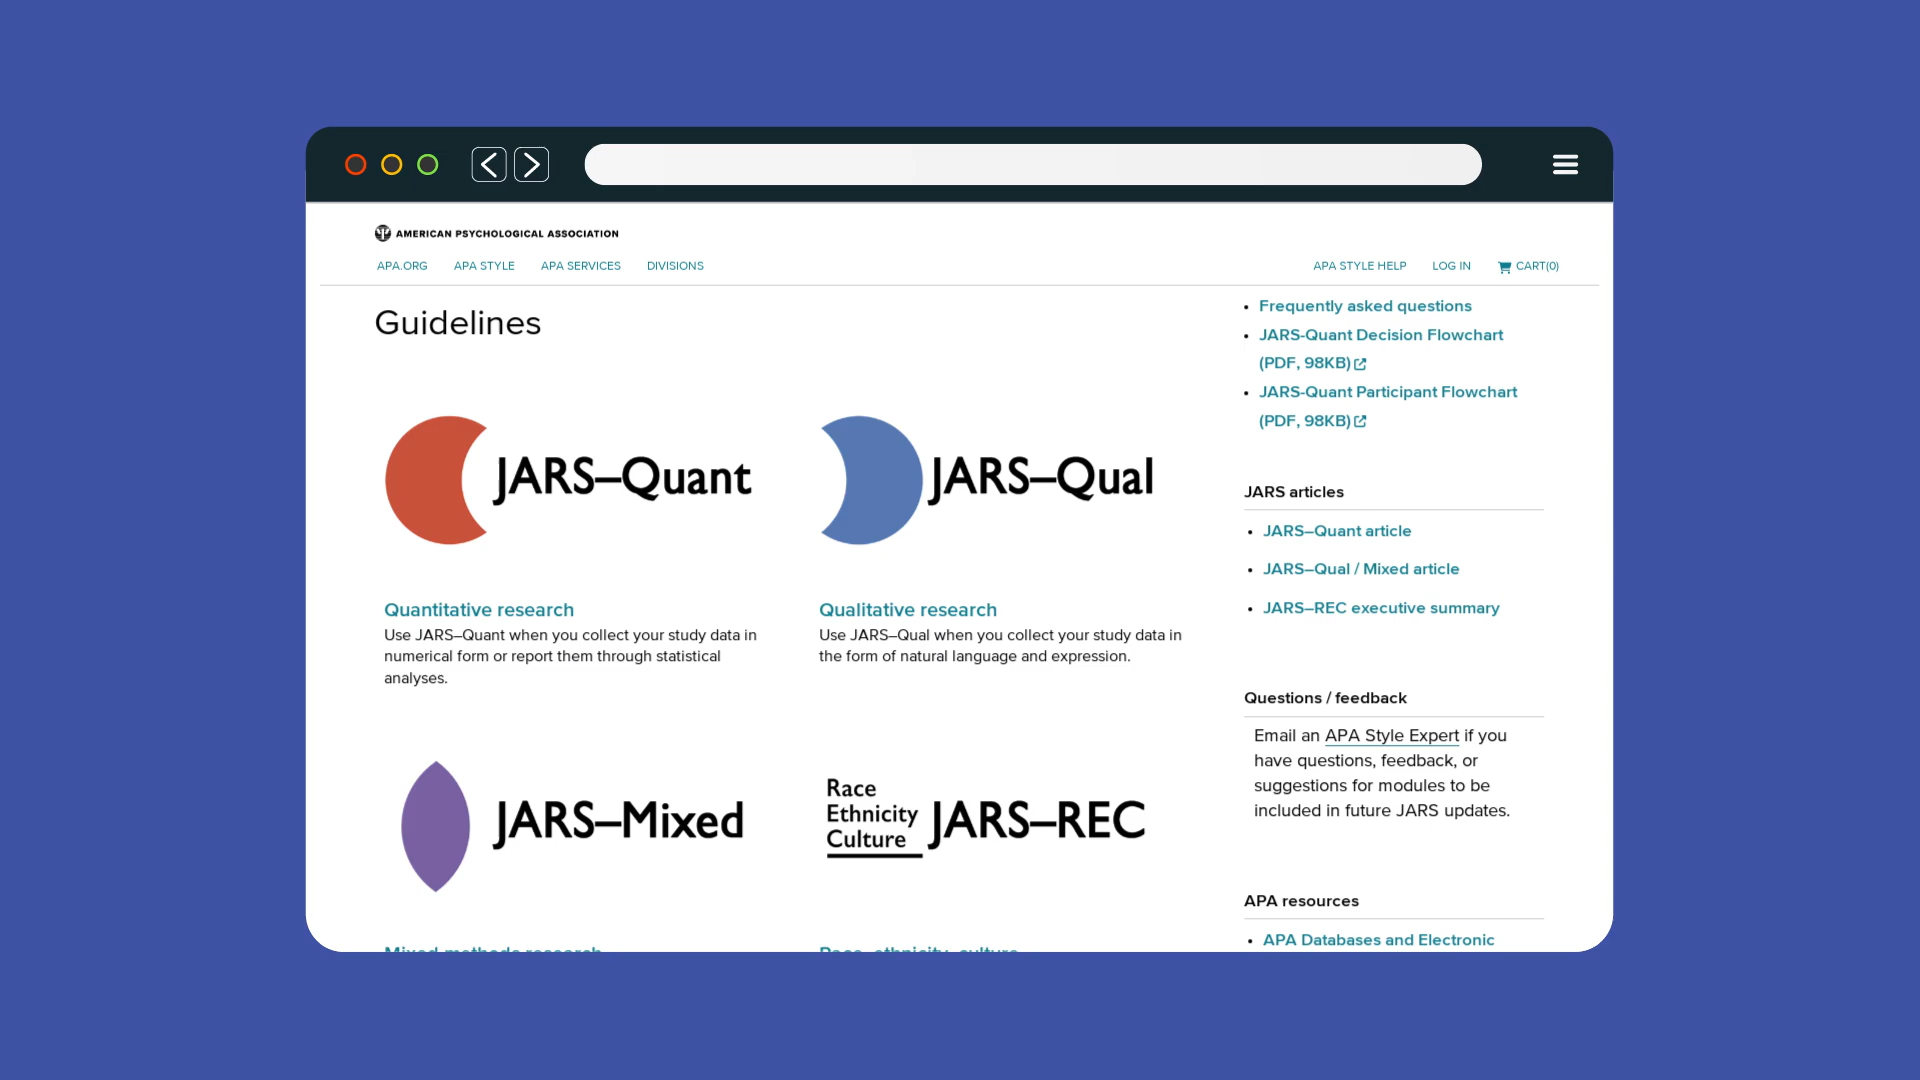 AMERICAN PSYCHOLOGICAL ASSOCIATION
APA.ORG
APA STYLE
APA SERVICES
DIVISIONS
APA STYLE HELP
LOG IN
CART(0)
Guidelines
JARS–Quant
Quantitative research
Use JARS–Quant when you collect your study data in
numerical form or report them through statistical
analyses.
JARS–Qual
Qualitative research
Use JARS–Qual when you collect your study data in
the form of natural language and expression.
JARS–Mixed
Mixed methods research
Race
Ethnicity
Culture
JARS–REC
Race, ethnicity, culture
Frequently asked questions
JARS-Quant Decision Flowchart
(PDF, 98KB)
JARS-Quant Participant Flowchart
(PDF, 98KB)
JARS articles
JARS–Quant article
JARS–Qual / Mixed article
JARS–REC executive summary
Questions / feedback
Email an APA Style Expert if you
have questions, feedback, or
suggestions for modules to be
included in future JARS updates.
APA resources
APA Databases and Electronic